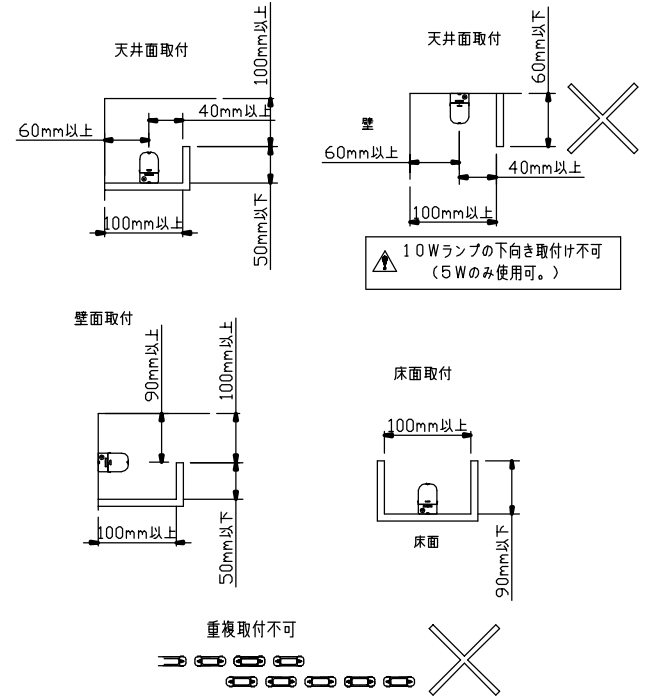 天井面取付
100mm以上
40mm以上
60mm以上
100mm以上
50mm以下
天井面取付
60mm以下
壁
60mm以上
40mm以上
100mm以上
10Wランプの下向き取付け不可
(5Wのみ使用可。)
壁面取付
90mm以上
100mm以上
100mm以上
50mm以下
床面取付
100mm以上
床面
90mm以下
重複取付不可